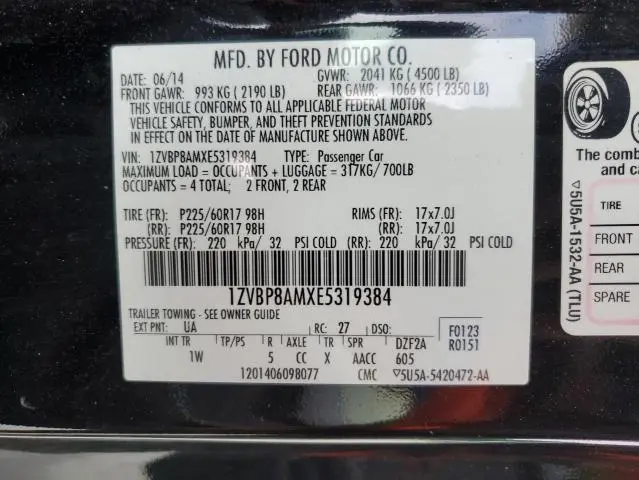 MFD. BY FORD MOTOR CO.
DATE: 06/14 GVWR: 2041 KG ( 4500 LB)
FRONT GAWR: 993 KG ( 2190 LB) REAR GAWR: 1066 KG ( 2350 LB)
THIS VEHICLE CONFORMS TO ALL APPLICABLE FEDERAL MOTOR
VEHICLE SAFETY, BUMPER, AND THEFT PREVENTION STANDARDS
IN EFFECT ON THE DATE OF MANUFACTURE SHOWN ABOVE.
VIN: 1ZVBP8AMXE5319384 TYPE: Passenger Car
MAXIMUM LOAD = OCCUPANTS + LUGGAGE = 317KG/ 700LB
OCCUPANTS = 4 TOTAL; 2 FRONT, 2 REAR
TIRE (FR): P225/60R17 98H RIMS (FR): 17x7.0J
(RR): P225/60R17 98H (RR): 17x7.0J
PRESSURE (FR): 220 kPa/ 32 PSI COLD (RR): 220 kPa/ 32 PSI COLD
1ZVBP8AMXE5319384
TRAILER TOWING - SEE OWNER GUIDE
EXT PNT: UA RC: 27 DSO: F0123
INT TR TP/PS R AXLE TR SPR DZF2A R0151
1W 5 CC X AACC 605
1201406098077 CMC ▽5U5A-5420472-AA
The comb
and ca
TIRE
FRONT
REAR
SPARE
▽5U5A-1532-AA (TLU)